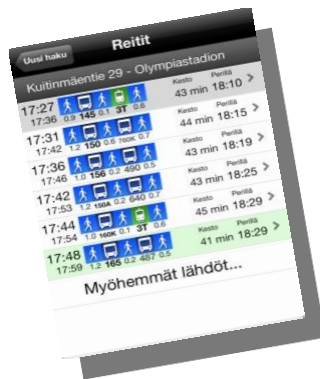 Uusi haku Reitit
Kuitinmäentie 29 - Olympiastadion
17:27 Kesto Perillä
17:36 0.9 145 0.1 3T 0.6 43 min 18:10
17:31 Kesto Perillä
17:42 1.2 150 0.6 760K 0.7 44 min 18:15
17:36 Kesto Perillä
17:46 1.0 156 0.2 490 0.5 43 min 18:19
17:42 Kesto Perillä
17:53 1.2 150A 0.2 640 0.7 43 min 18:25
17:44 Kesto Perillä
17:54 1.0 160K 0.1 3T 0.6 45 min 18:29
17:48 Kesto Perillä
17:59 1.2 165 0.2 487 0.5 41 min 18:29
Myöhemmät lähdöt...